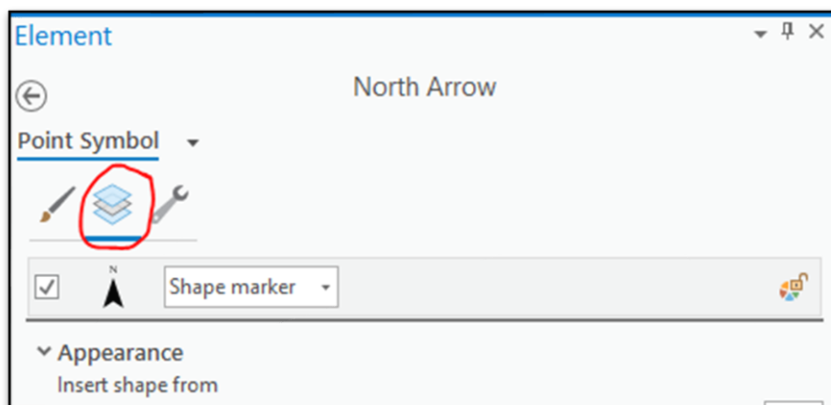 Element
North Arrow
Point Symbol
N
Shape marker
Appearance
Insert shape from